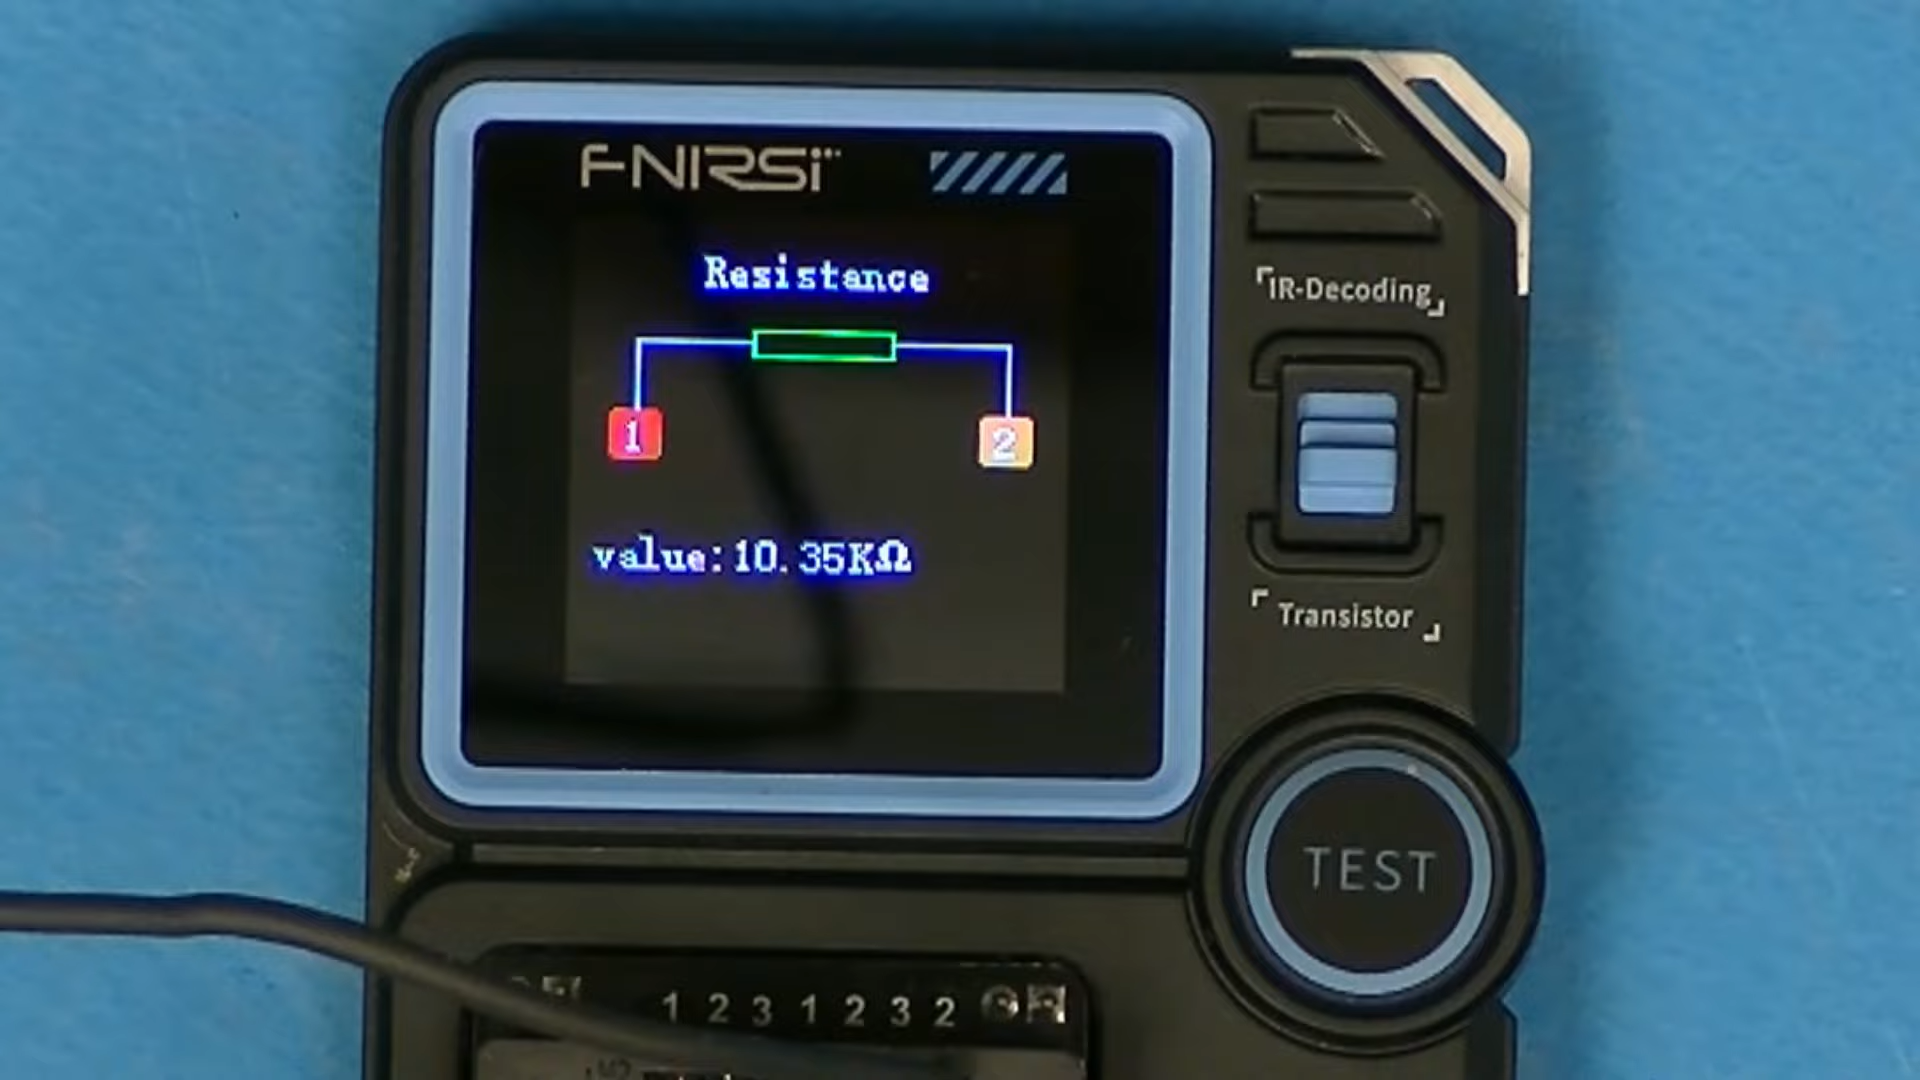 FNIRSI
Resistance
1 2
value:10.35KΩ
IR-Decoding
Transistor
TEST
1 2 3 1 2 3 2